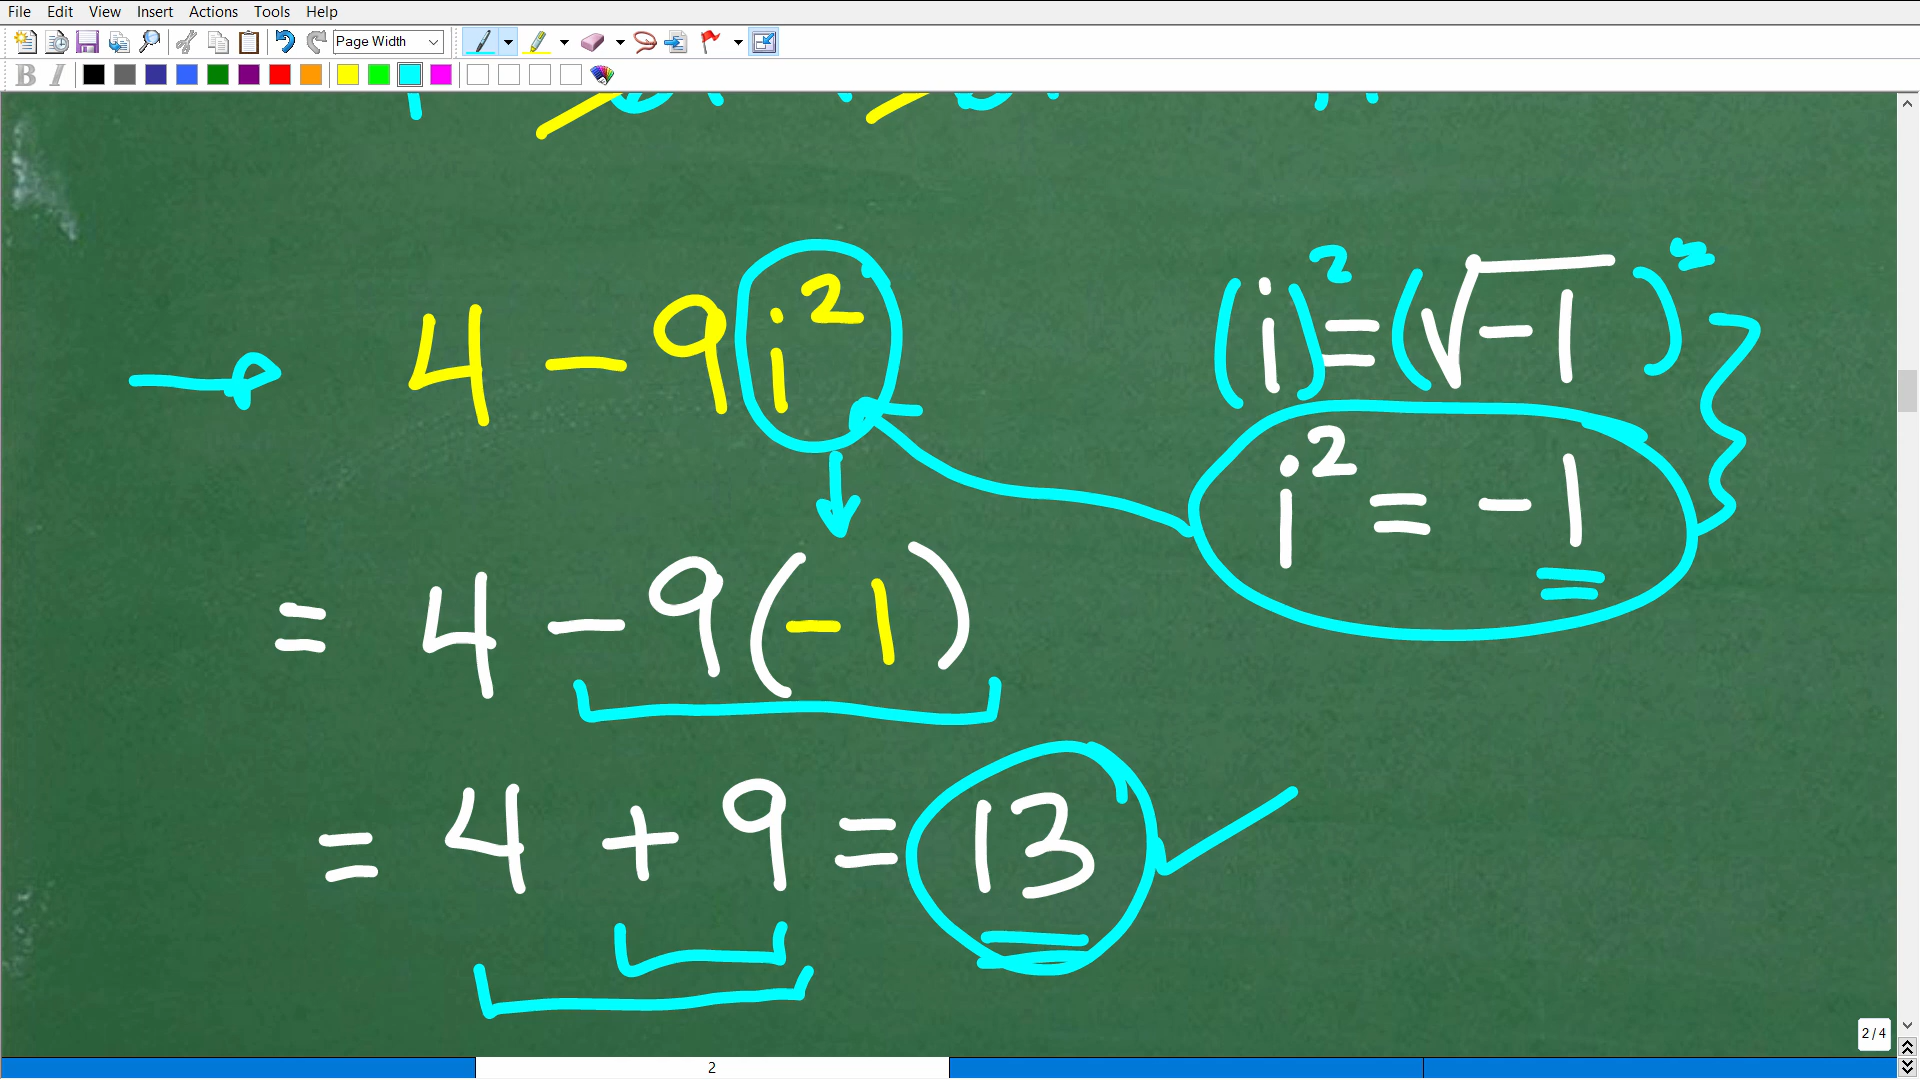 File Edit View Insert Actions Tools Help
Page Width
B I
4 - 9i²
(i)² = (√-1)²
i² = -1
= 4 - 9(-1)
= 4 + 9 = 13
2 / 4
2